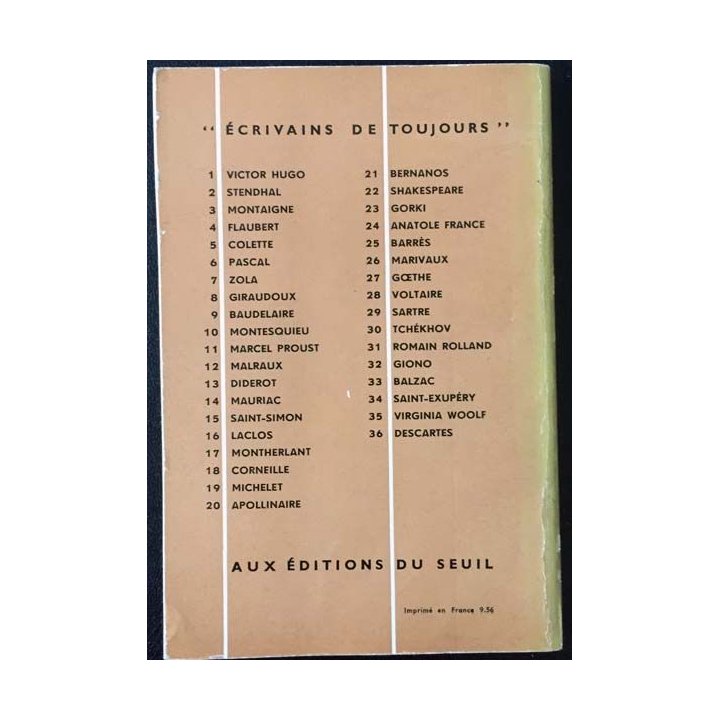 “ ÉCRIVAINS DE TOUJOURS ”
1 VICTOR HUGO
2 STENDHAL
3 MONTAIGNE
4 FLAUBERT
5 COLETTE
6 PASCAL
7 ZOLA
8 GIRAUDOUX
9 BAUDELAIRE
10 MONTESQUIEU
11 MARCEL PROUST
12 MALRAUX
13 DIDEROT
14 MAURIAC
15 SAINT-SIMON
16 LACLOS
17 MONTHERLANT
18 CORNEILLE
19 MICHELET
20 APOLLINAIRE
21 BERNANOS
22 SHAKESPEARE
23 GORKI
24 ANATOLE FRANCE
25 BARRÈS
26 MARIVAUX
27 GŒTHE
28 VOLTAIRE
29 SARTRE
30 TCHÉKHOV
31 ROMAIN ROLLAND
32 GIONO
33 BALZAC
34 SAINT-EXUPÉRY
35 VIRGINIA WOOLF
36 DESCARTES
AUX ÉDITIONS DU SEUIL
Imprimé en France 9.56